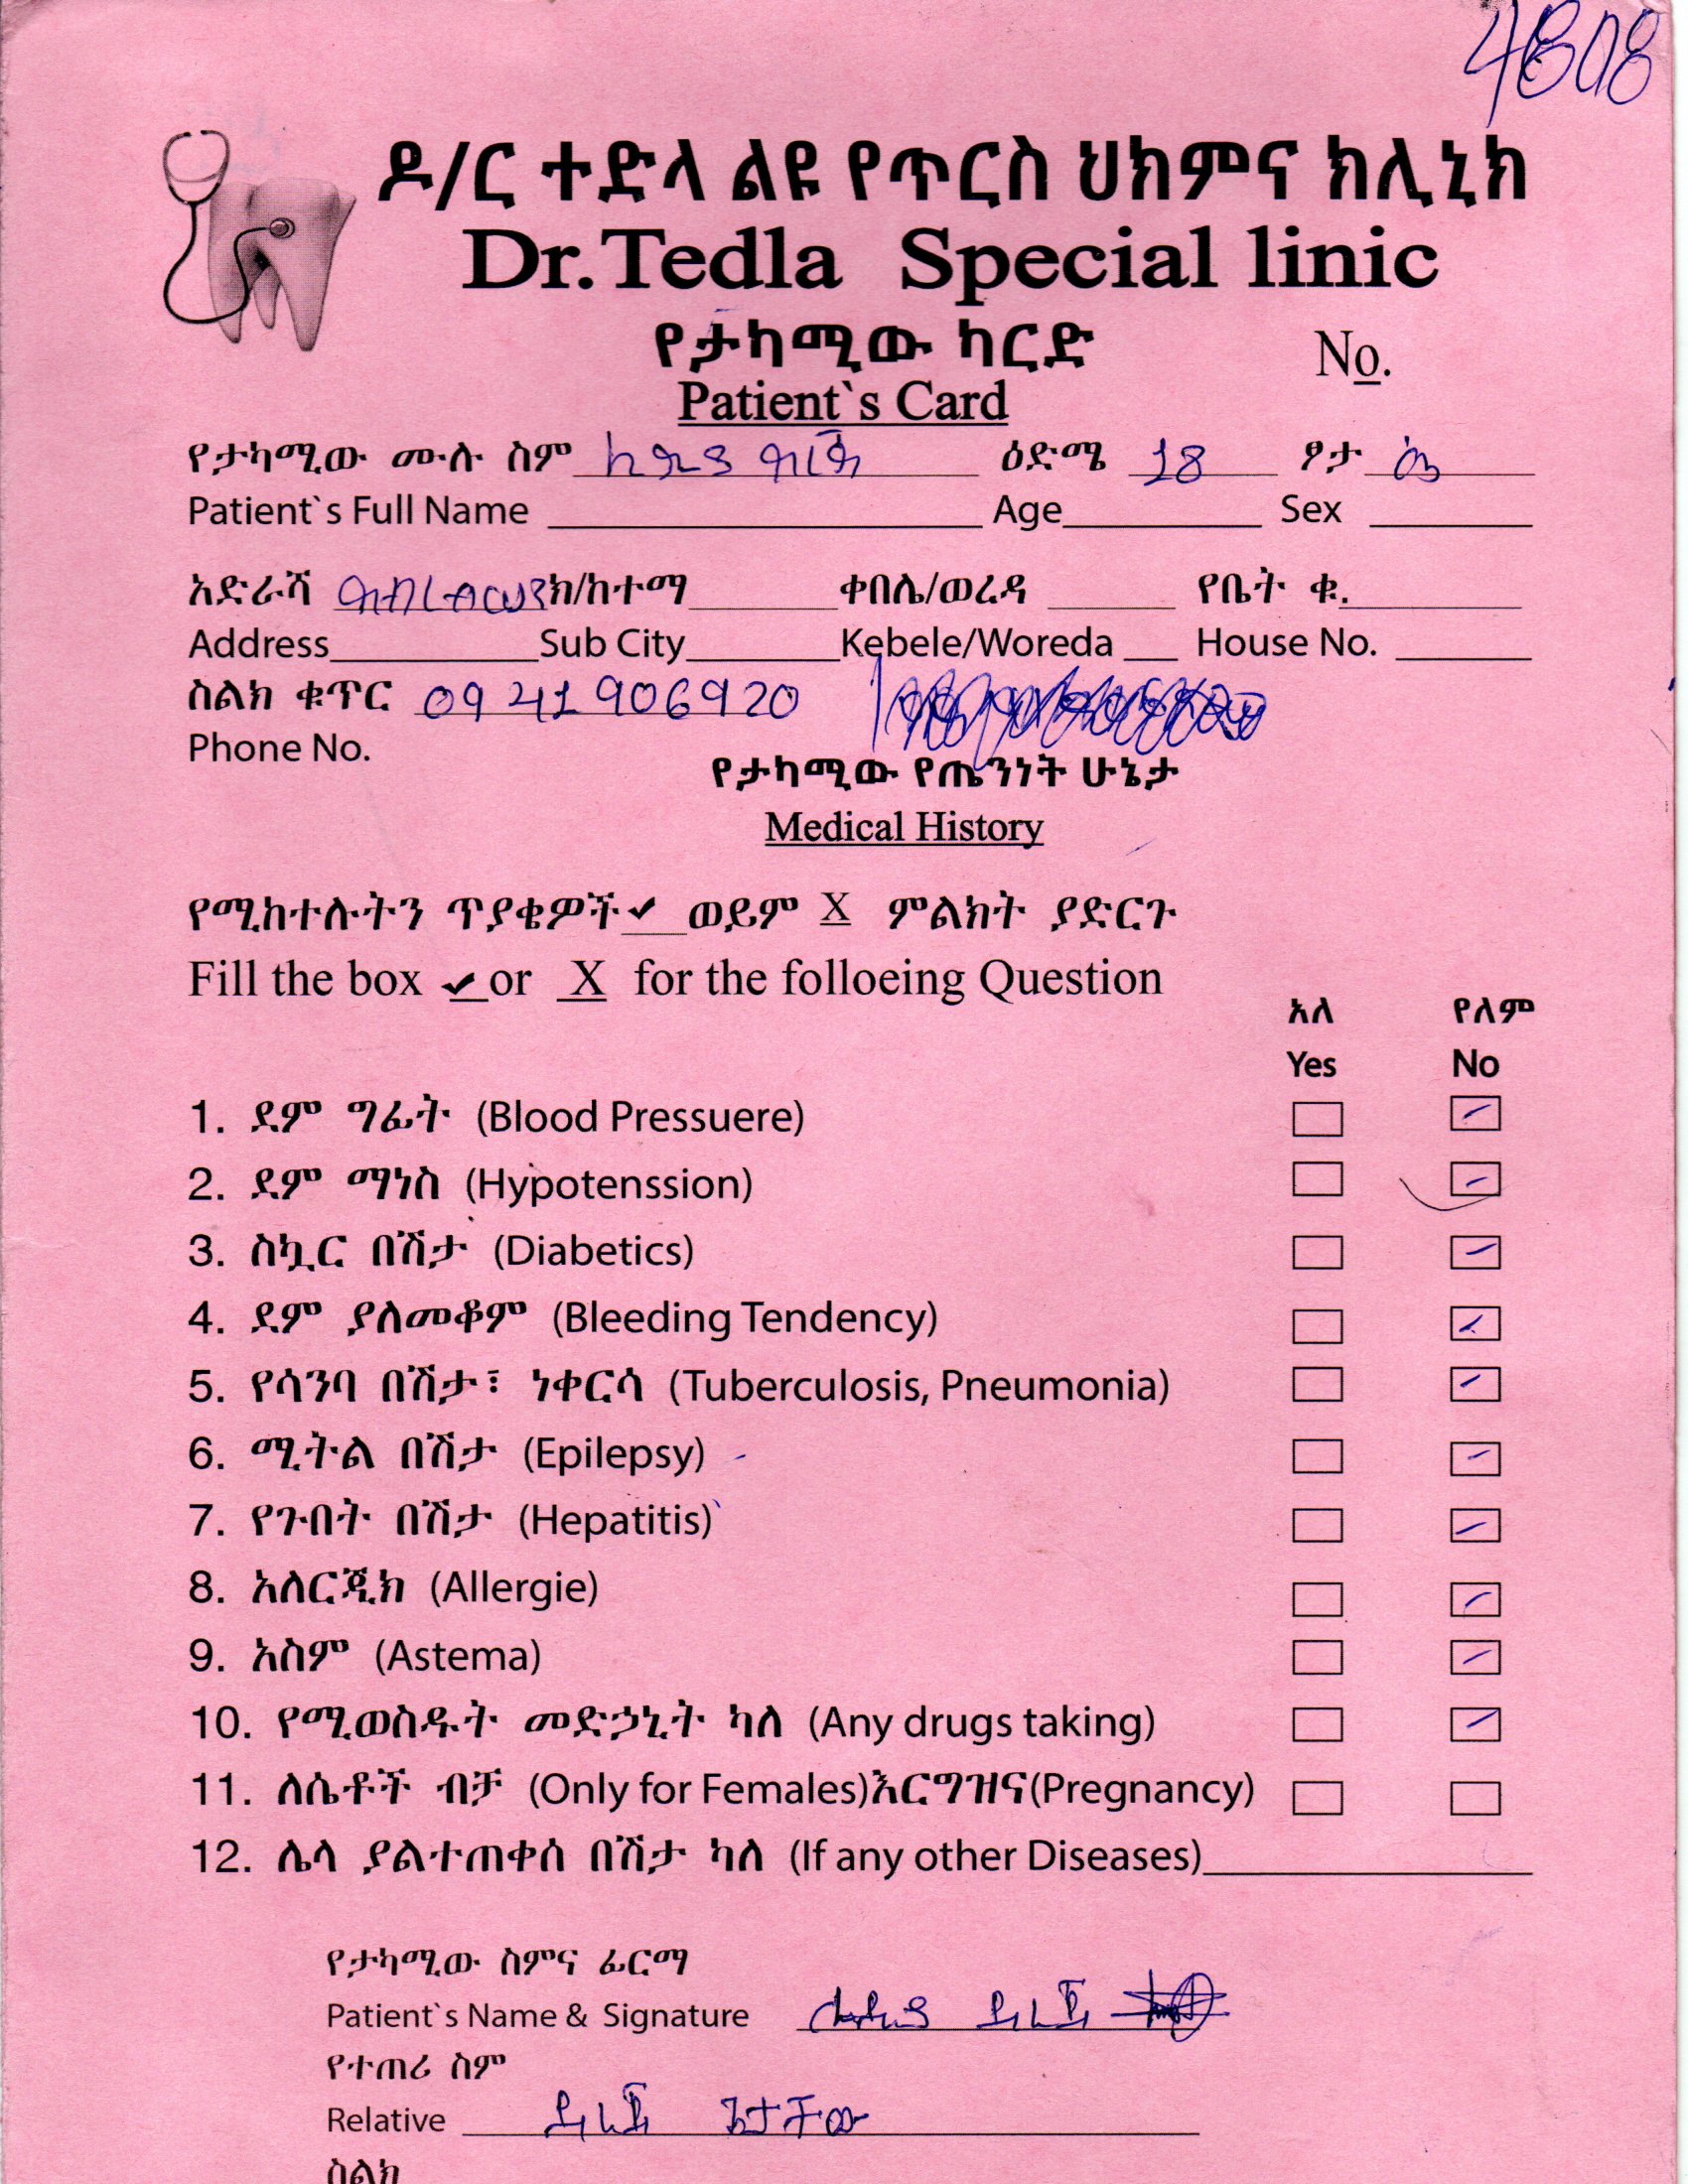 4808
ዶ/ር ተድላ ልዩ የጥርስ ህክምና ክሊኒክ
Dr.Tedla Special linic
የታካሚው ካርድ
No.
Patient`s Card
የታካሚው ሙሉ ስም ዕድሜ 18 ፆታ
Patient`s Full Name Age Sex
አድራሻ ክ/ከተማ ቀበሌ/ወረዳ የቤት ቁ.
Address Sub City Kebele/Woreda House No.
ስልክ ቁጥር 0941906920
Phone No.
የታካሚው የጤንነት ሁኔታ
Medical History
የሚከተሉትን ጥያቄዎች ✔ ወይም X ምልክት ያድርጉ
Fill the box ✔ or X for the folloeing Question
አለ የለም
Yes No
1. ደም ግፊት (Blood Pressuere)
2. ደም ማነስ (Hypotenssion)
3. ስኳር በሽታ (Diabetics)
4. ደም ያለመቆም (Bleeding Tendency)
5. የሳንባ በሽታ፣ ነቀርሳ (Tuberculosis, Pneumonia)
6. ሚትል በሽታ (Epilepsy)
7. የጉበት በሽታ (Hepatitis)
8. አለርጂክ (Allergie)
9. አስም (Astema)
10. የሚወስዱት መድኃኒት ካለ (Any drugs taking)
11. ለሴቶች ብቻ (Only for Females)እርግዝና(Pregnancy)
12. ሌላ ያልተጠቀሰ በሽታ ካለ (If any other Diseases)
የታካሚው ስምና ፊርማ
Patient`s Name & Signature ደረጀ
የተጠሪ ስም
Relative ደረጀ ጌታቸው
ስልክ